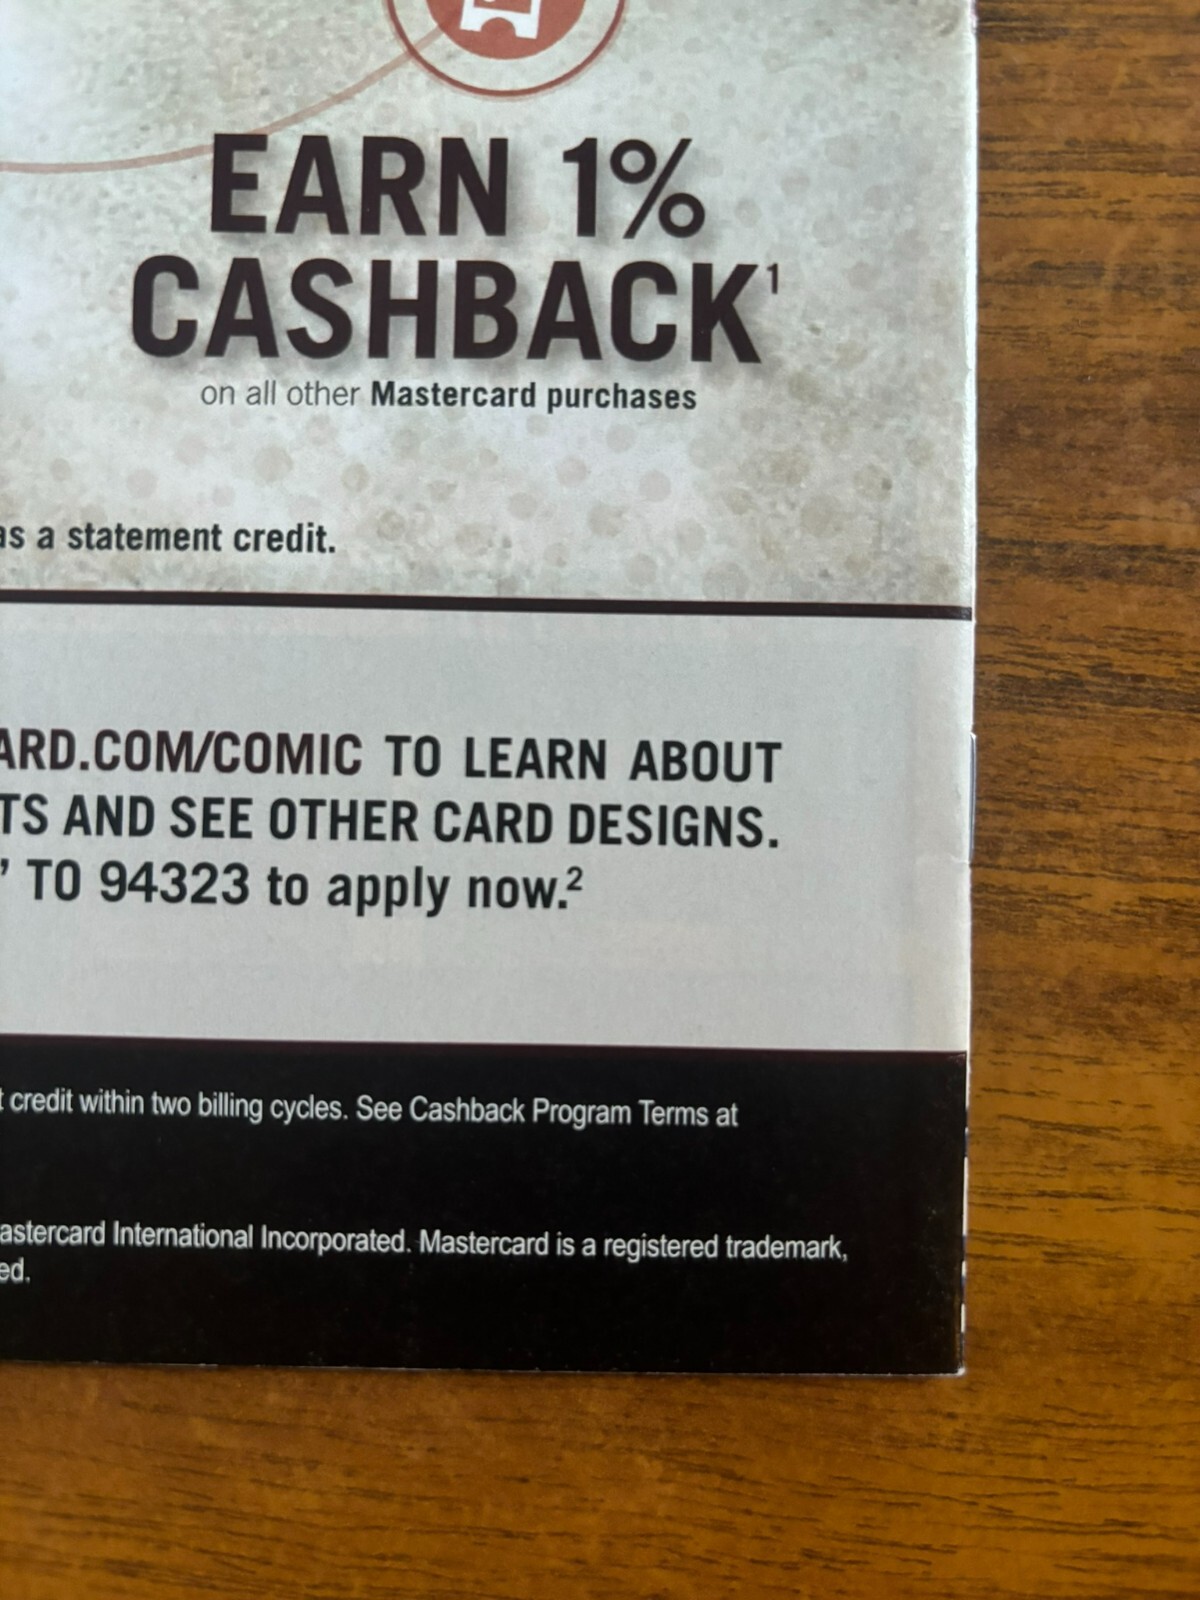 EARN 1%
CASHBACK¹
on all other Mastercard purchases
as a statement credit.
ARD.COM/COMIC TO LEARN ABOUT
TS AND SEE OTHER CARD DESIGNS.
” TO 94323 to apply now.²
t credit within two billing cycles. See Cashback Program Terms at
astercard International Incorporated. Mastercard is a registered trademark,
ed.